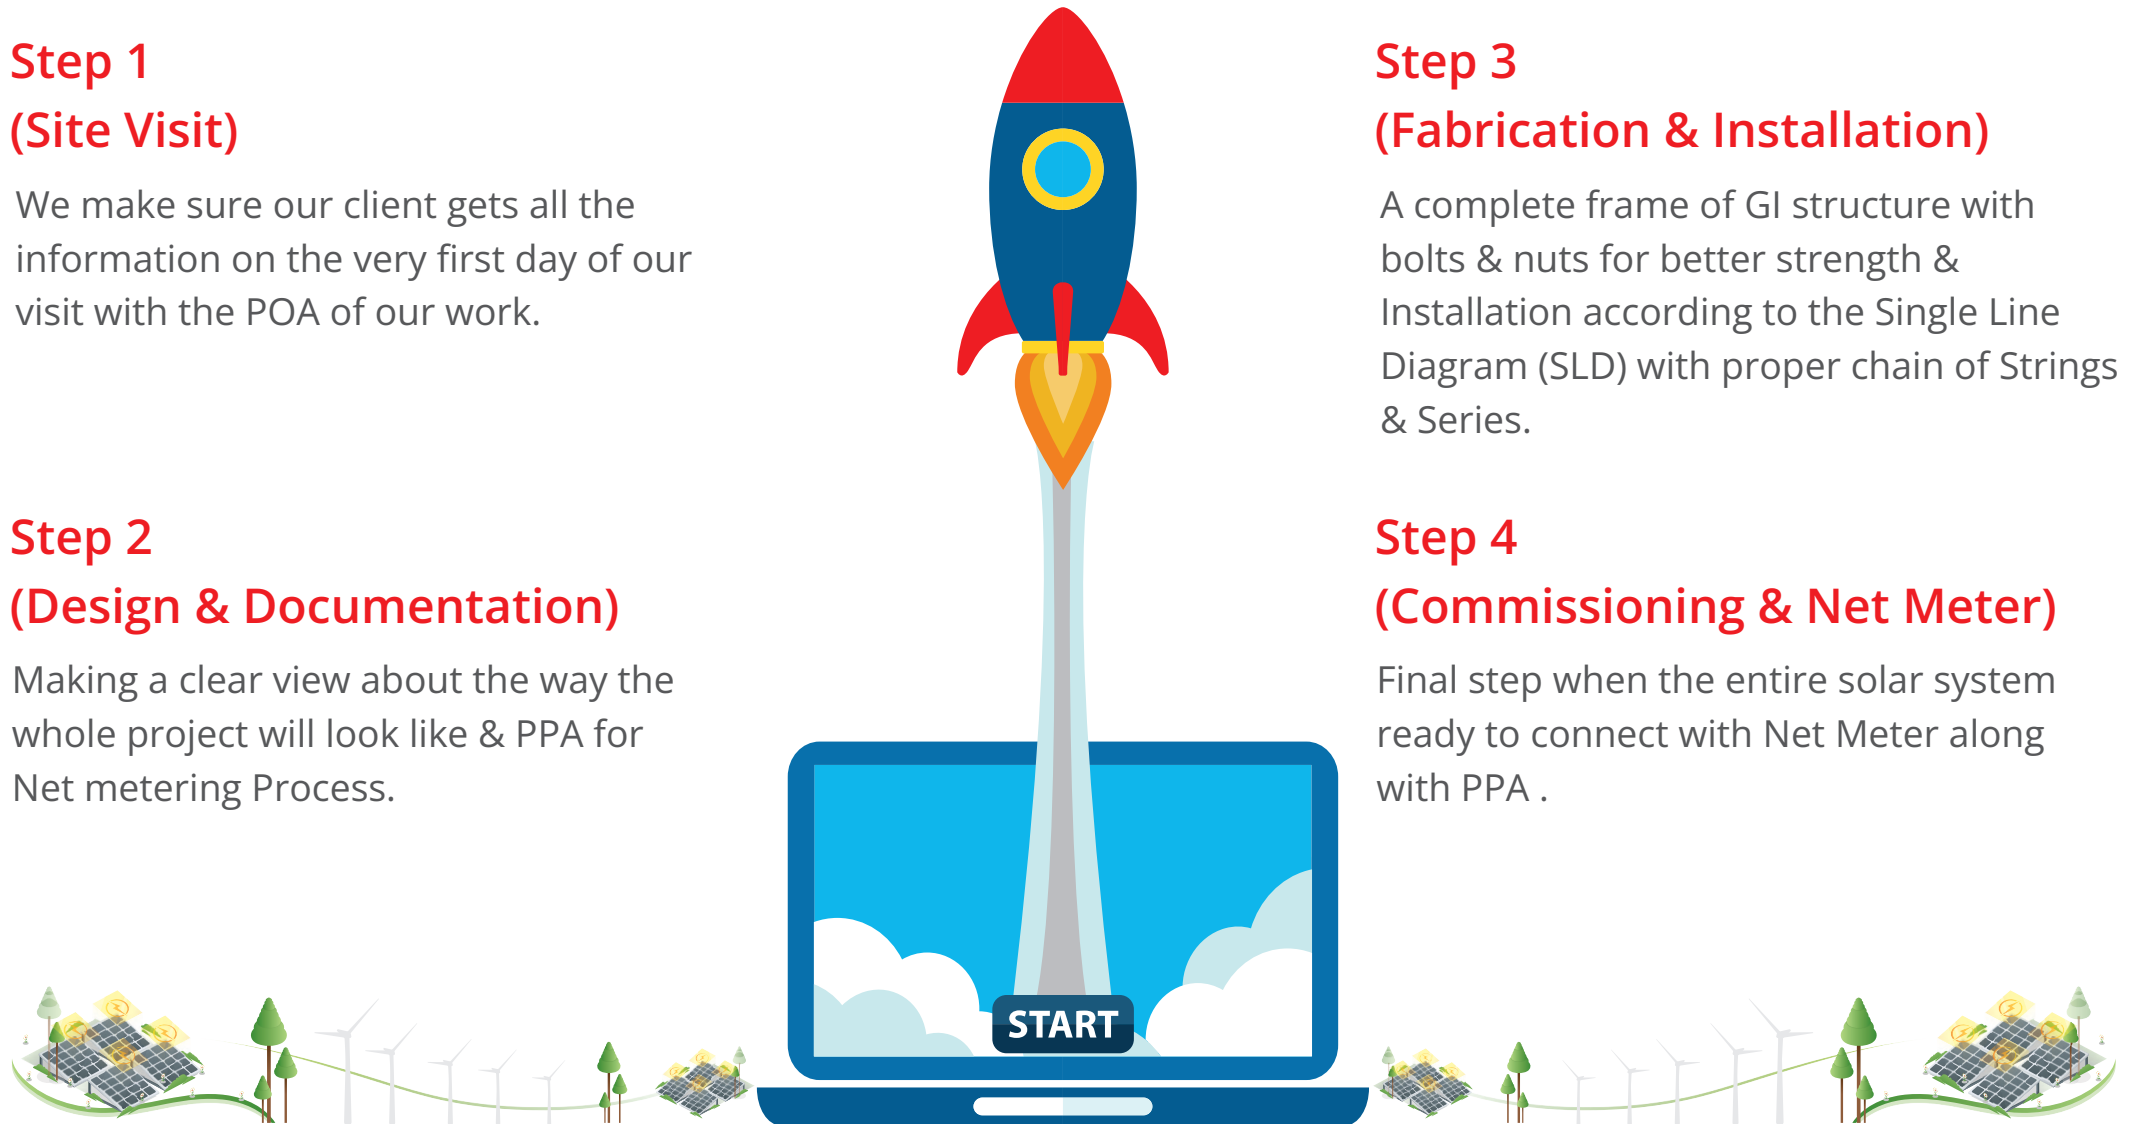 Step 1
(Site Visit)
We make sure our client gets all the
information on the very first day of our
visit with the POA of our work.
Step 2
(Design & Documentation)
Making a clear view about the way the
whole project will look like & PPA for
Net metering Process.
Step 3
(Fabrication & Installation)
A complete frame of GI structure with
bolts & nuts for better strength &
Installation according to the Single Line
Diagram (SLD) with proper chain of Strings
& Series.
Step 4
(Commissioning & Net Meter)
Final step when the entire solar system
ready to connect with Net Meter along
with PPA .
START